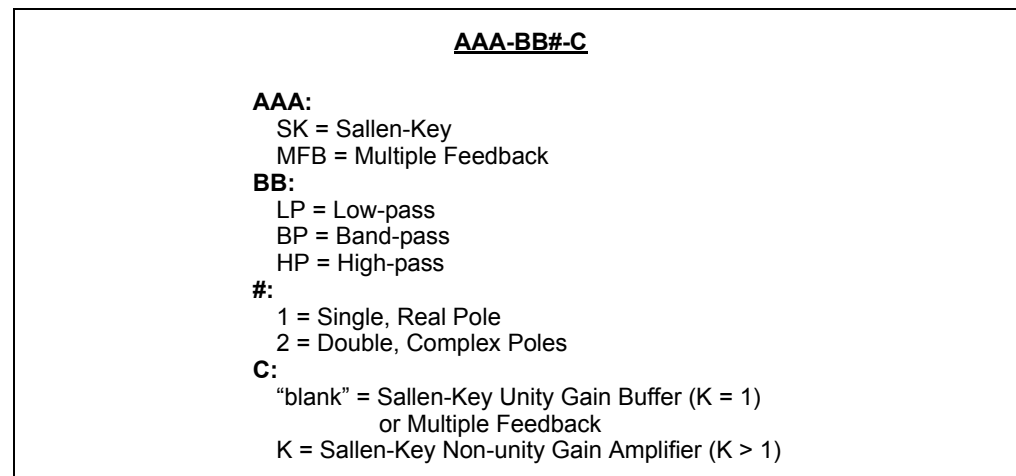 AAA-BB#-C
AAA:
SK = Sallen-Key
MFB = Multiple Feedback
BB:
LP = Low-pass
BP = Band-pass
HP = High-pass
#:
1 = Single, Real Pole
2 = Double, Complex Poles
C:
“blank” = Sallen-Key Unity Gain Buffer (K = 1)
or Multiple Feedback
K = Sallen-Key Non-unity Gain Amplifier (K > 1)